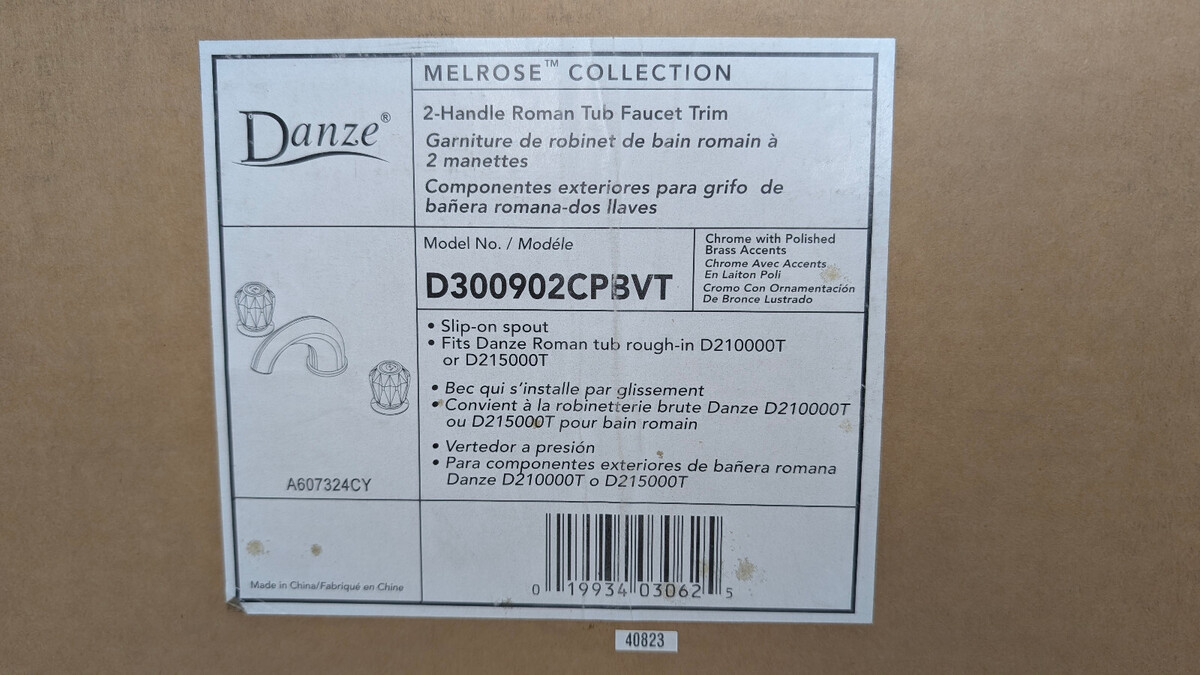 Danze®
MELROSE™ COLLECTION
2-Handle Roman Tub Faucet Trim
Garniture de robinet de bain romain à
2 manettes
Componentes exteriores para grifo de
bañera romana-dos llaves
Model No. / Modéle
D300902CPBVT
Chrome with Polished
Brass Accents
Chrome Avec Accents
En Laiton Poli
Cromo Con Ornamentación
De Bronce Lustrado
• Slip-on spout
• Fits Danze Roman tub rough-in D210000T
or D215000T
• Bec qui s'installe par glissement
• Convient à la robinetterie brute Danze D210000T
ou D215000T pour bain romain
• Vertedor a presión
• Para componentes exteriores de bañera romana
Danze D210000T o D215000T
A607324CY
Made in China/Fabriqué en Chine
0 19934 03062 5
40823